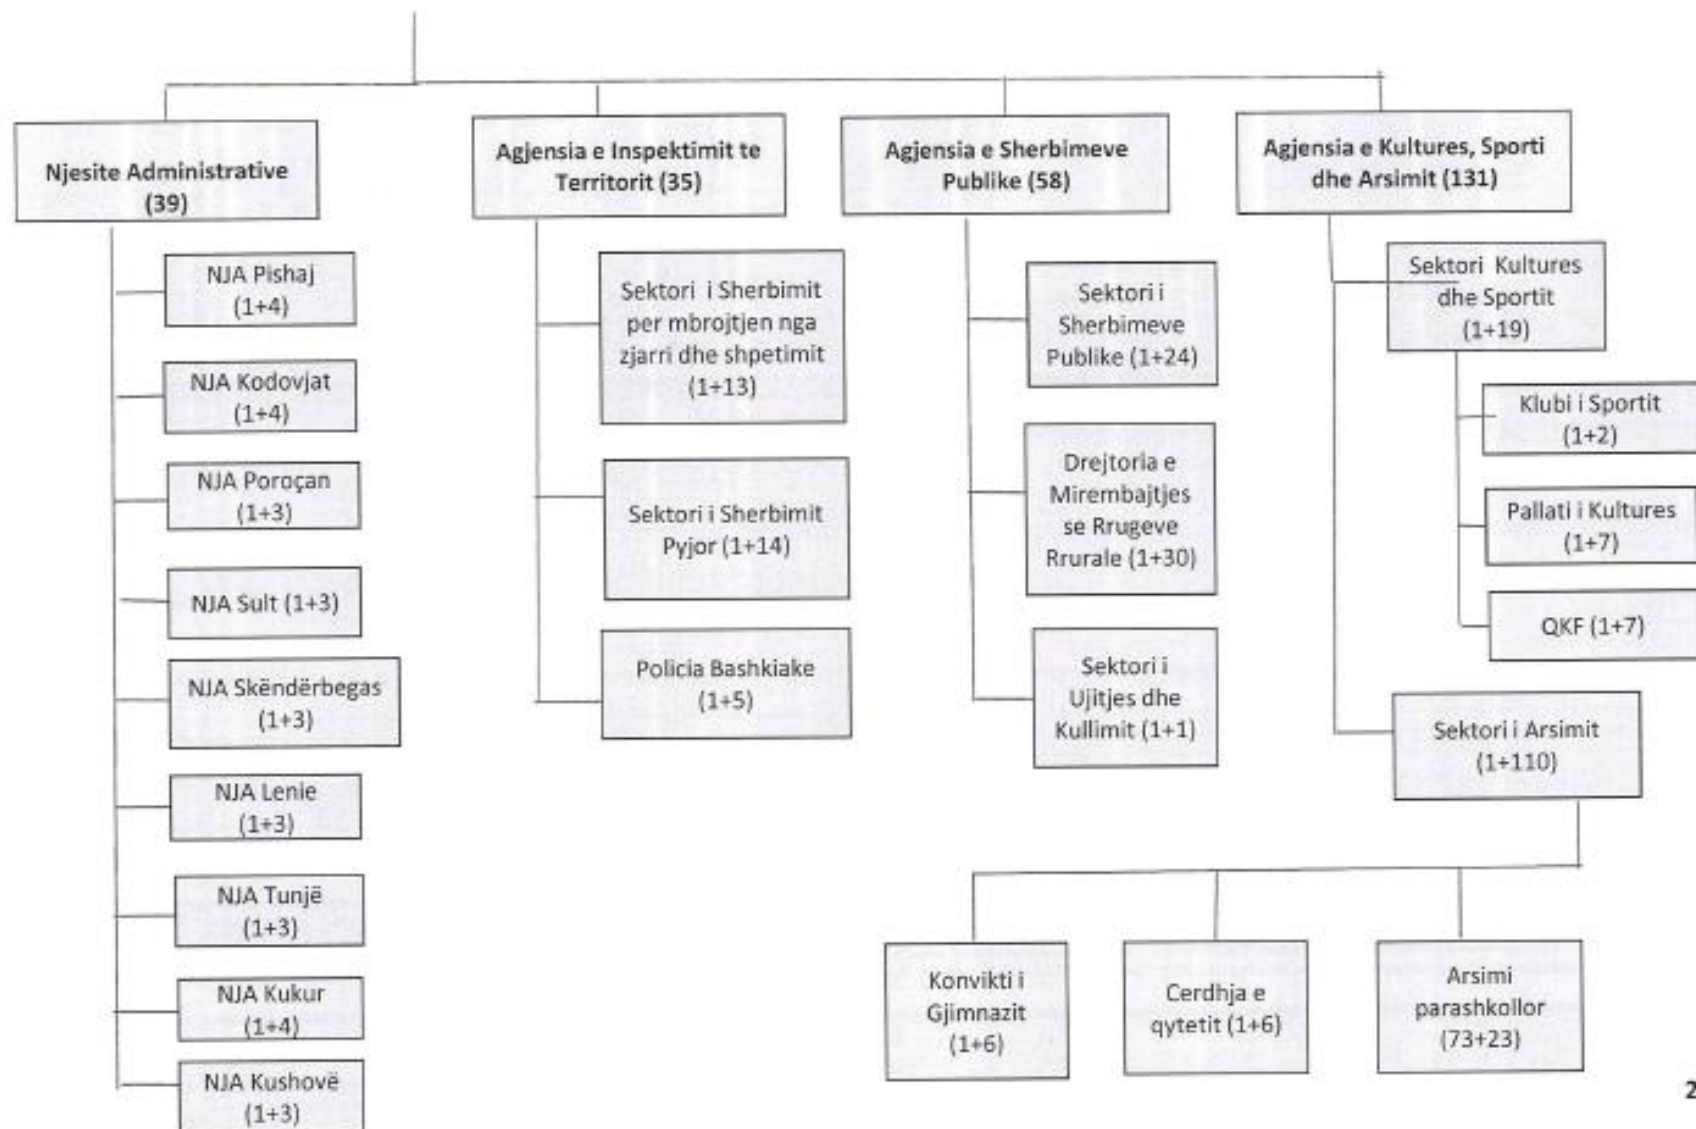 Njesite Administrative
(39)
NJA Pishaj
(1+4)
NJA Kodovjat
(1+4)
NJA Poroçan
(1+3)
NJA Sult (1+3)
NJA Skëndërbegas
(1+3)
NJA Lenie
(1+3)
NJA Tunjë
(1+3)
NJA Kukur
(1+4)
NJA Kushovë
(1+3)
Agjensia e Inspektimit te
Territorit (35)
Sektori i Sherbimit
per mbrojtjen nga
zjarri dhe shpetimit
(1+13)
Sektori i Sherbimit
Pyjor (1+14)
Policia Bashkiake
(1+5)
Agjensia e Sherbimeve
Publike (58)
Sektori i
Sherbimeve
Publike (1+24)
Drejtoria e
Mirembajtjes
se Rrugeve
Rrurale (1+30)
Sektori i
Ujitjes dhe
Kullimit (1+1)
Agjensia e Kultures, Sporti
dhe Arsimit (131)
Sektori Kultures
dhe Sportit
(1+19)
Klubi i Sportit
(1+2)
Pallati i Kultures
(1+7)
QKF (1+7)
Sektori i Arsimit
(1+110)
Konvikti i
Gjimnazit
(1+6)
Cerdhja e
qytetit (1+6)
Arsimi
parashkollor
(73+23)
2